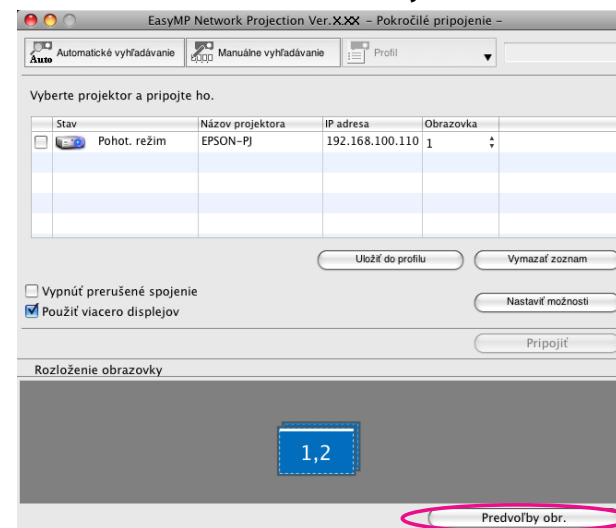 EasyMP Network Projection Ver.X.XX – Pokročilé pripojenie –
Auto Automatické vyhľadávanie Manuálne vyhľadávanie Profil
Vyberte projektor a pripojte ho.
Stav Názov projektora IP adresa Obrazovka
Pohot. režim EPSON-PJ 192.168.100.110 1
Uložiť do profilu Vymazať zoznam
Vypnúť prerušené spojenie
Použiť viacero displejov Nastaviť možnosti
Pripojiť
Rozloženie obrazovky
1,2
Predvoľby obr.